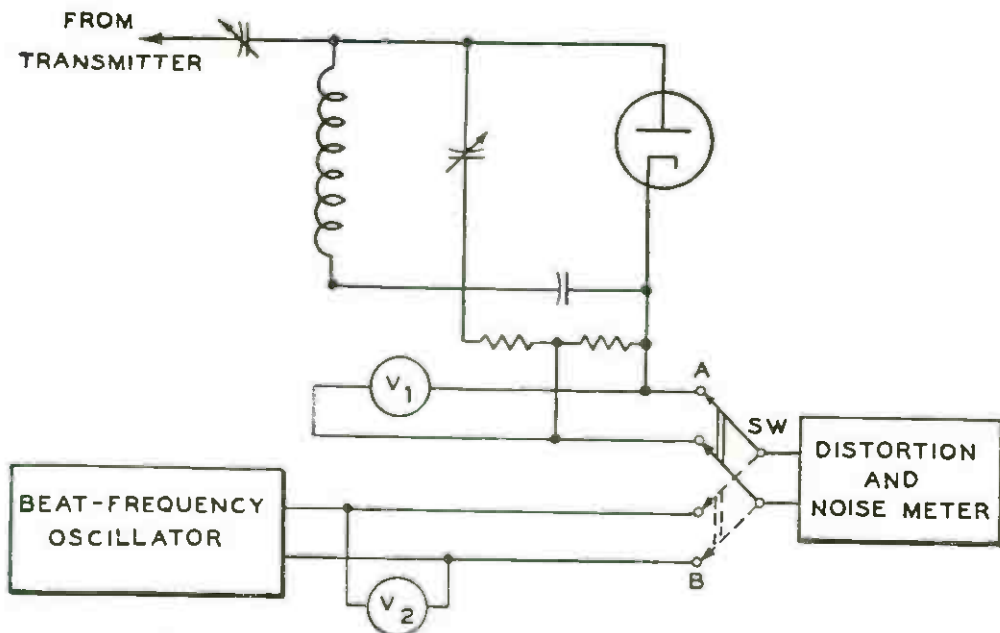 FROM
TRANSMITTER
A
V1
SW
DISTORTION
AND
NOISE METER
BEAT-FREQUENCY
OSCILLATOR
B
V2